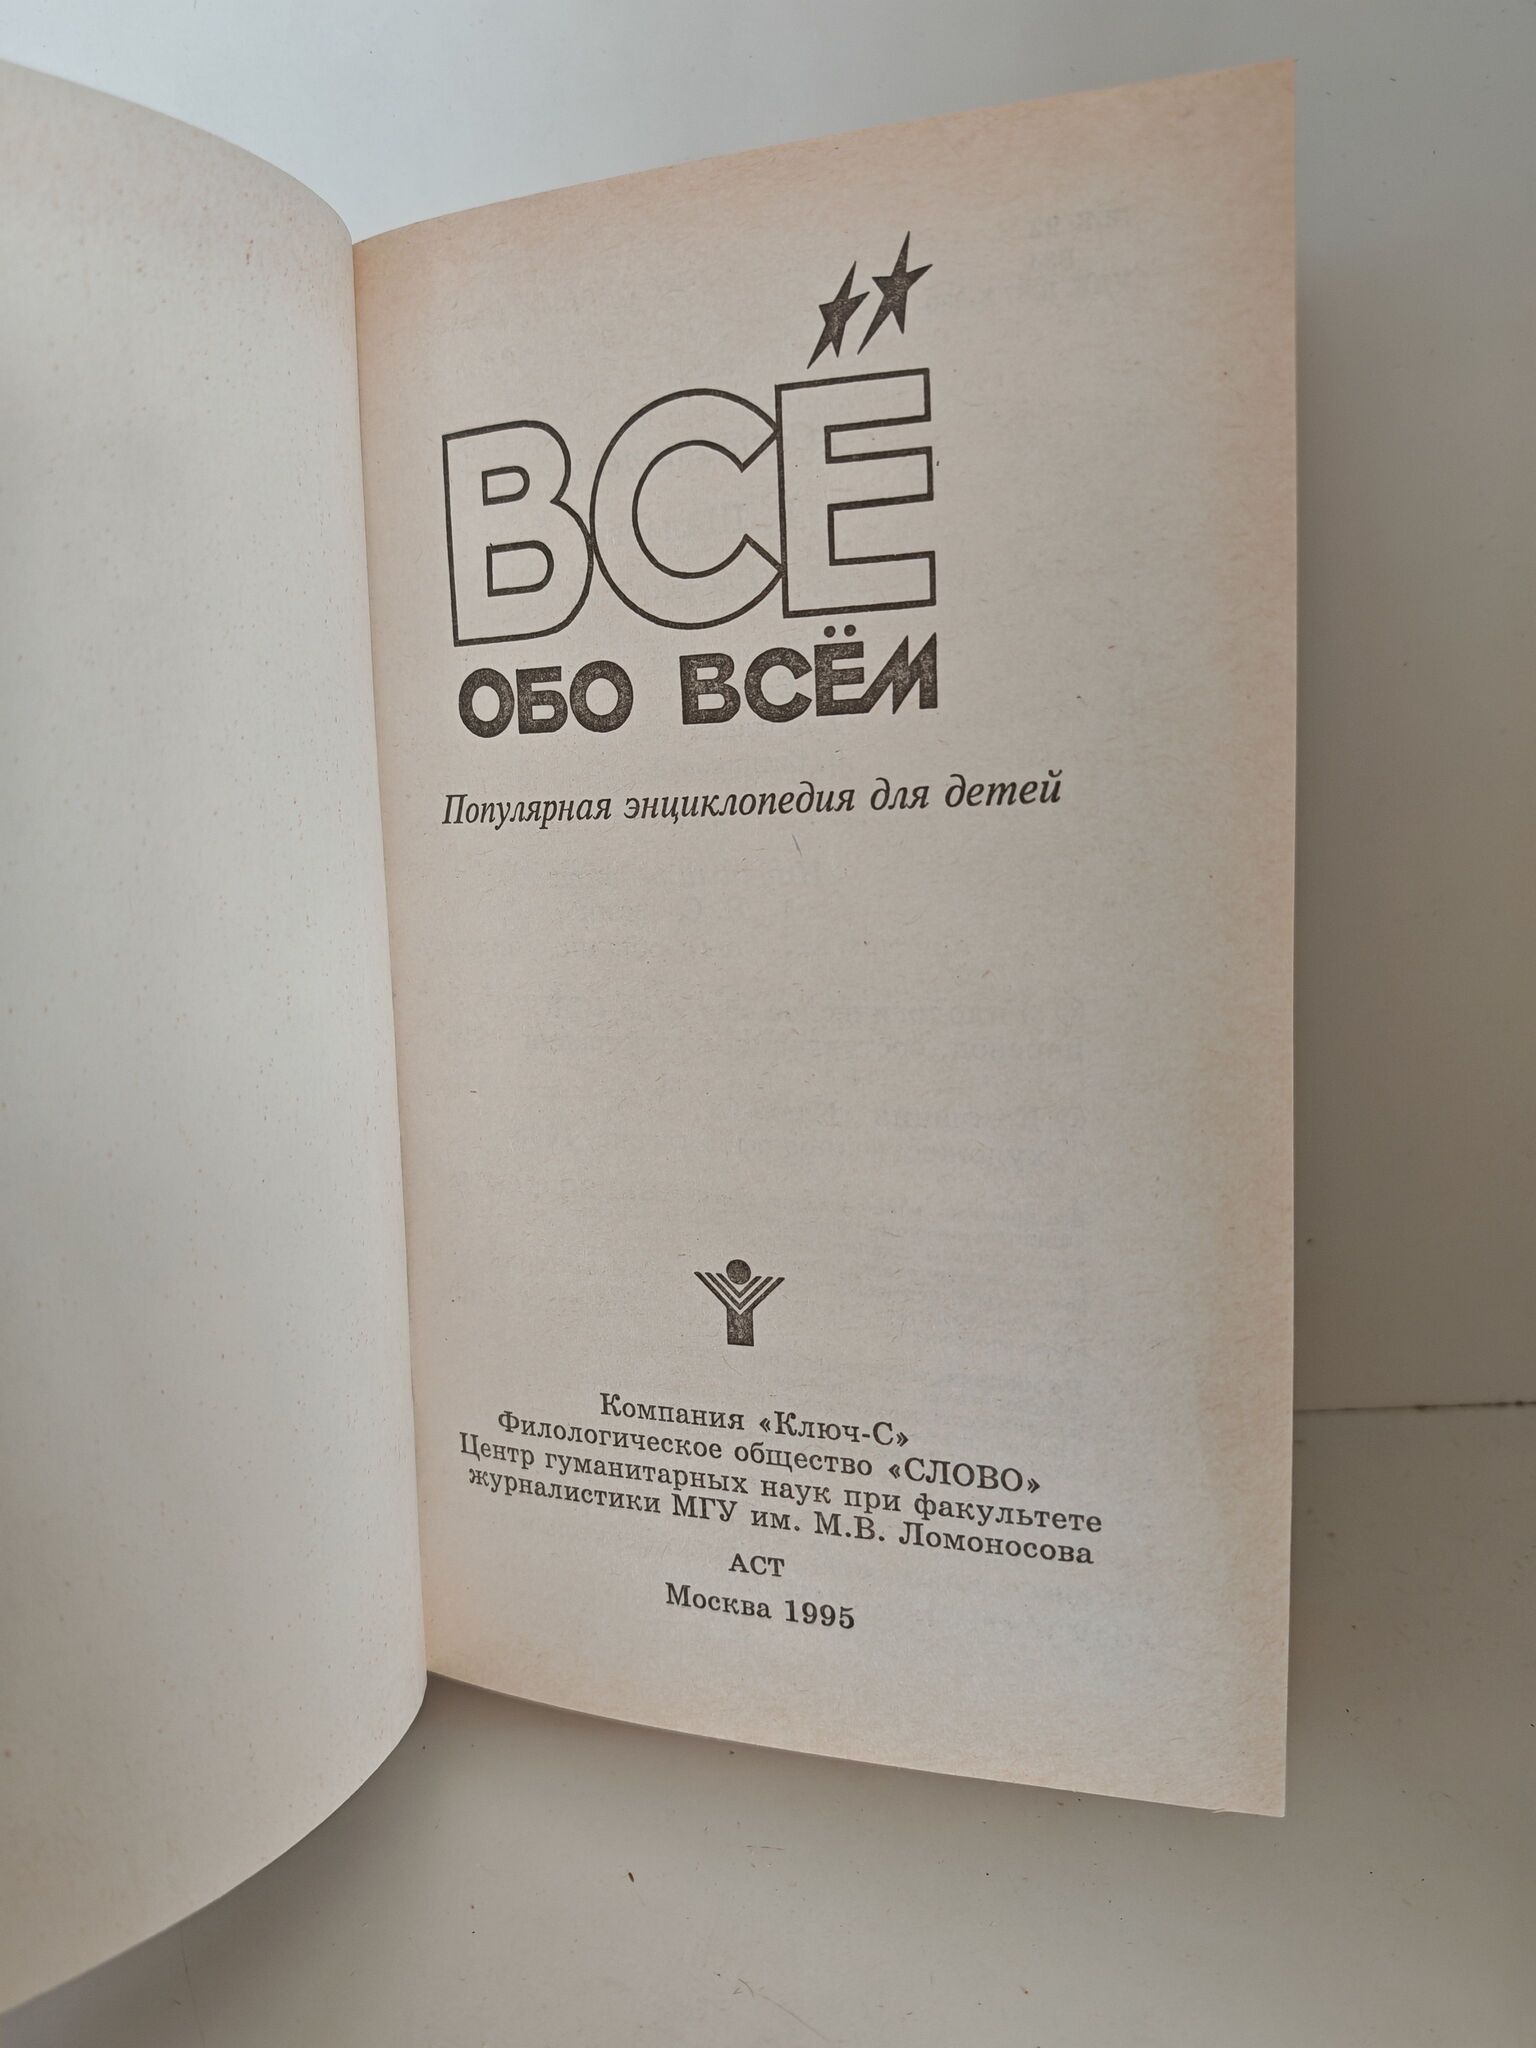 ВСЁ
ОБО ВСЁМ
Популярная энциклопедия для детей
Компания «Ключ-С»
Филологическое общество «СЛОВО»
Центр гуманитарных наук при факультете
журналистики МГУ им. М.В. Ломоносова
АСТ
Москва 1995